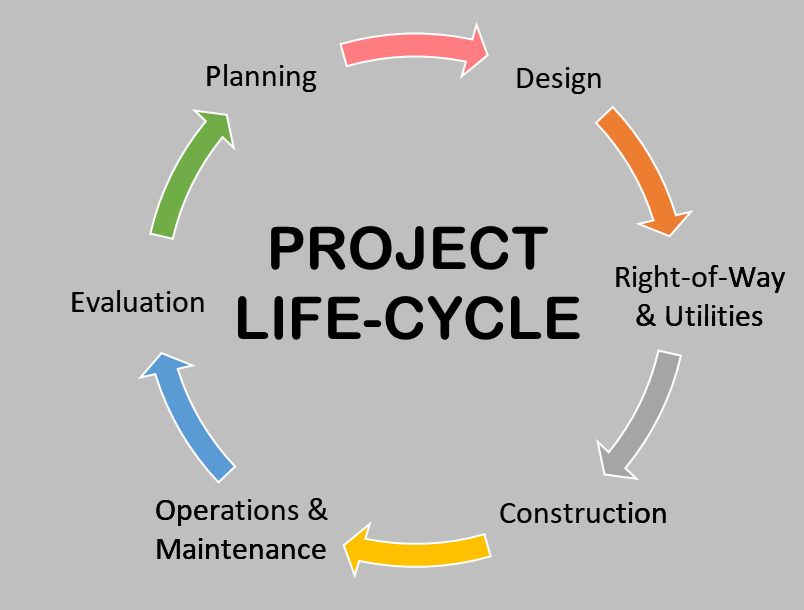 Planning
Design
Right-of-Way
& Utilities
Construction
Operations &
Maintenance
Evaluation
PROJECT
LIFE-CYCLE